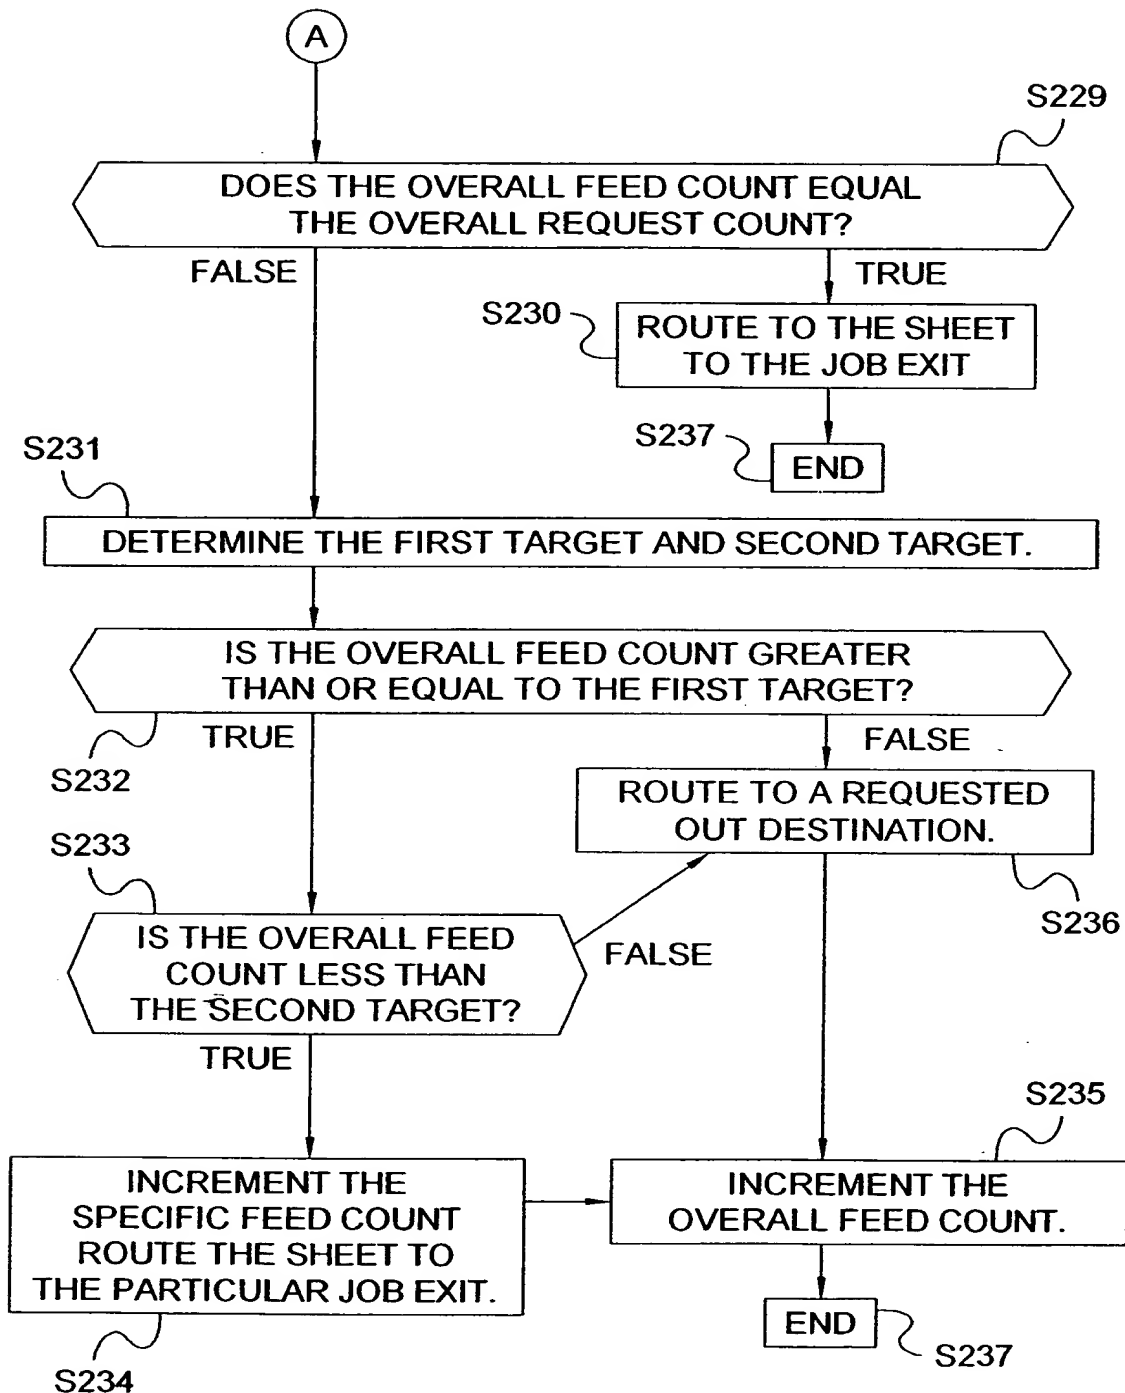 A
S229
DOES THE OVERALL FEED COUNT EQUAL
THE OVERALL REQUEST COUNT?
FALSE
TRUE
S230
ROUTE TO THE SHEET
TO THE JOB EXIT
S237
END
S231
DETERMINE THE FIRST TARGET AND SECOND TARGET.
IS THE OVERALL FEED COUNT GREATER
THAN OR EQUAL TO THE FIRST TARGET?
TRUE
FALSE
S232
ROUTE TO A REQUESTED
OUT DESTINATION.
S233
S236
IS THE OVERALL FEED
COUNT LESS THAN
THE SECOND TARGET?
FALSE
TRUE
S235
INCREMENT THE
SPECIFIC FEED COUNT
ROUTE THE SHEET TO
THE PARTICULAR JOB EXIT.
INCREMENT THE
OVERALL FEED COUNT.
END
S237
S234